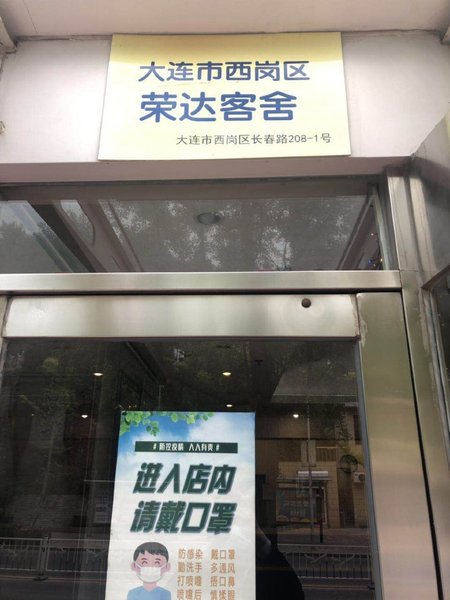 大连市西岗区
荣达客舍
大连市西岗区长春路208-1号
# 防控疫情 人人有责 #
进入店内
请戴口罩
防感染 戴口罩
勤洗手 多通风
打喷嚏 捂口鼻
喷嚏后 慎揉眼